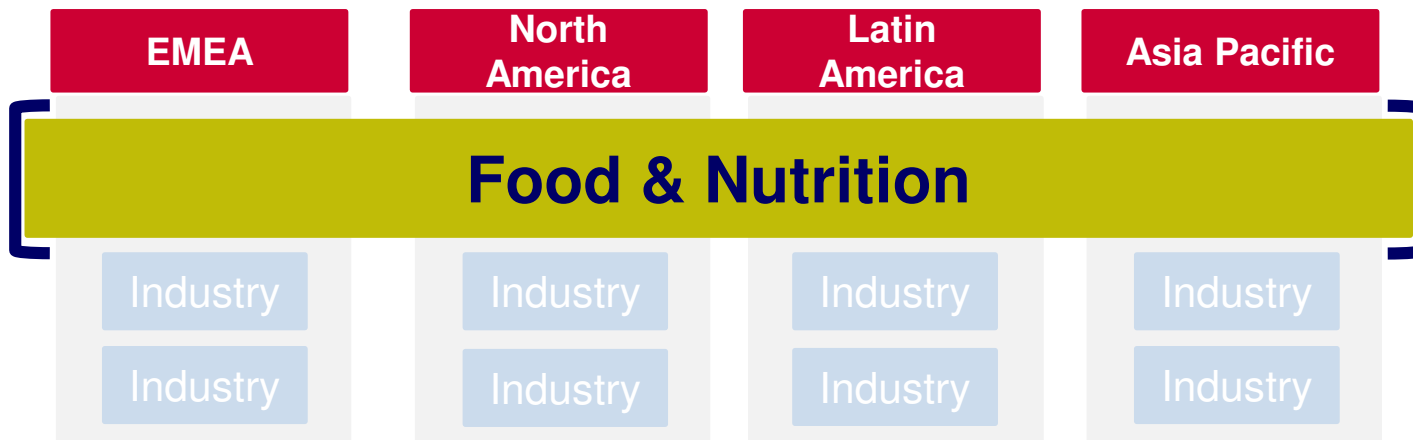 EMEA
North
America
Latin
America
Asia Pacific
Food & Nutrition
Industry
Industry
Industry
Industry
Industry
Industry
Industry
Industry